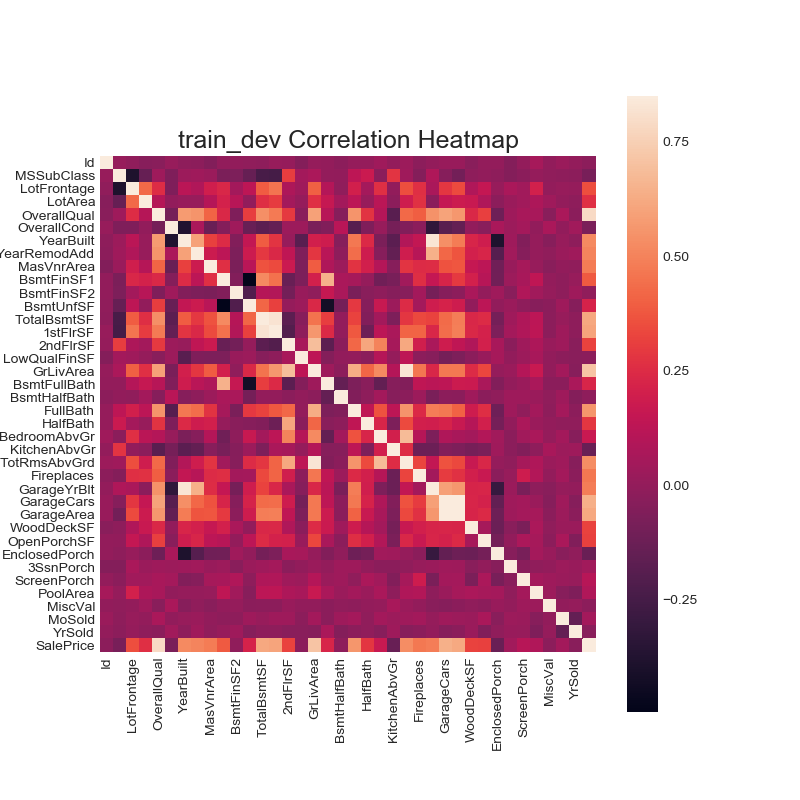 train_dev Correlation Heatmap
Id
MSSubClass
LotFrontage
LotArea
OverallQual
OverallCond
YearBuilt
YearRemodAdd
MasVnrArea
BsmtFinSF1
BsmtFinSF2
BsmtUnfSF
TotalBsmtSF
1stFlrSF
2ndFlrSF
LowQualFinSF
GrLivArea
BsmtFullBath
BsmtHalfBath
FullBath
HalfBath
BedroomAbvGr
KitchenAbvGr
TotRmsAbvGrd
Fireplaces
GarageYrBlt
GarageCars
GarageArea
WoodDeckSF
OpenPorchSF
EnclosedPorch
3SsnPorch
ScreenPorch
PoolArea
MiscVal
MoSold
YrSold
SalePrice
Id
LotFrontage
OverallQual
YearBuilt
MasVnrArea
BsmtFinSF2
TotalBsmtSF
2ndFlrSF
GrLivArea
BsmtHalfBath
HalfBath
KitchenAbvGr
Fireplaces
GarageCars
WoodDeckSF
EnclosedPorch
ScreenPorch
MiscVal
YrSold
0.75
0.50
0.25
0.00
−0.25